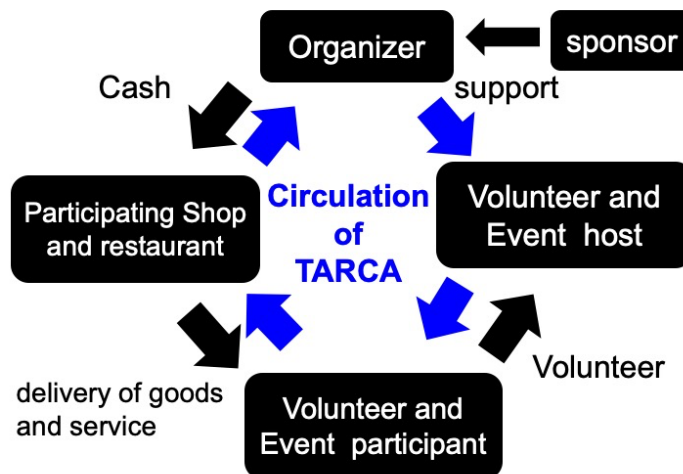 Organizer
sponsor
Cash
support
Participating Shop
and restaurant
Circulation
of
TARCA
Volunteer and
Event host
delivery of goods
and service
Volunteer and
Event participant
Volunteer